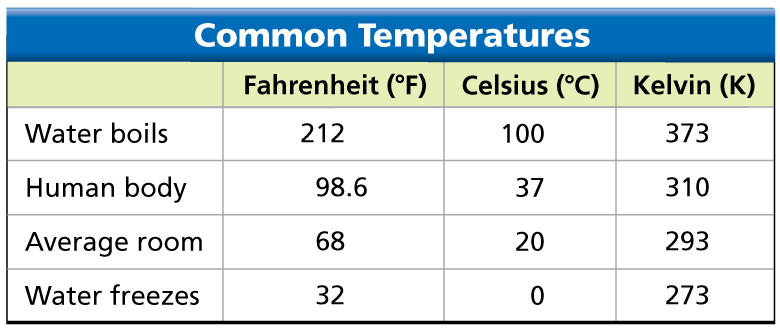 Common Temperatures
Fahrenheit (°F) Celsius (°C) Kelvin (K)
Water boils 212 100 373
Human body 98.6 37 310
Average room 68 20 293
Water freezes 32 0 273